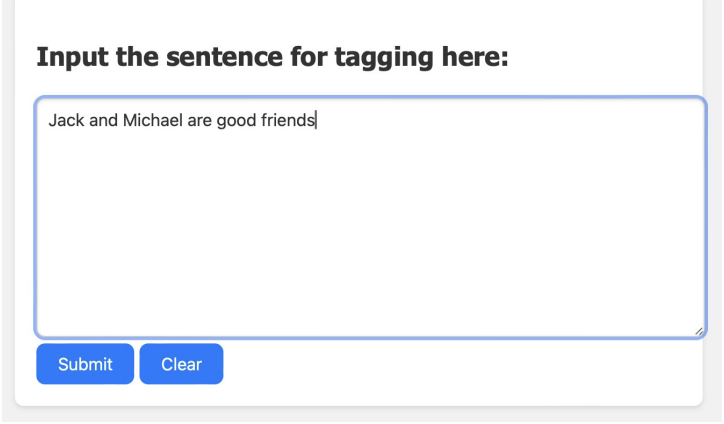 Input the sentence for tagging here:
Jack and Michael are good friends
Submit Clear